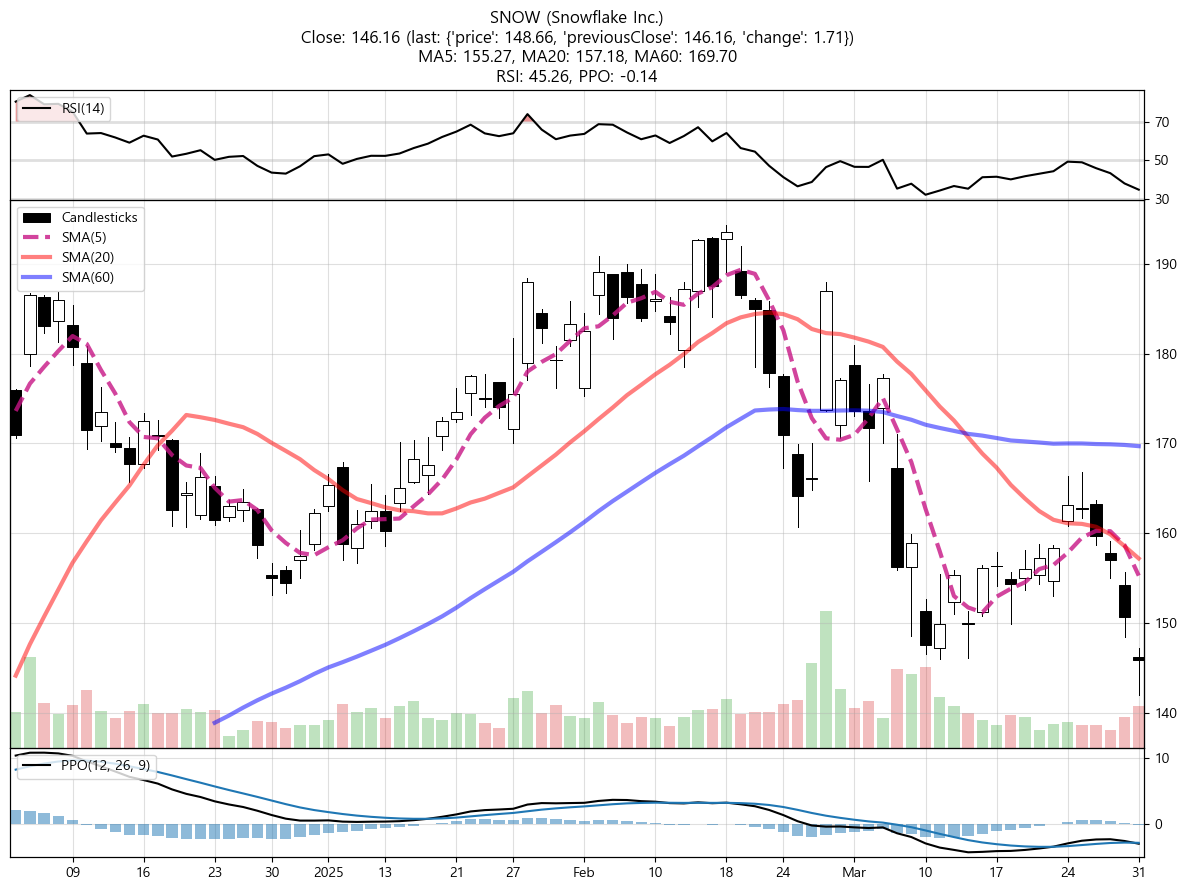 SNOW (Snowflake Inc.)
Close: 146.16 (last: {'price': 148.66, 'previousClose': 146.16, 'change': 1.71})
MA5: 155.27, MA20: 157.18, MA60: 169.70
RSI: 45.26, PPO: -0.14
RSI(14)
70
50
30
Candlesticks
SMA(5)
SMA(20)
SMA(60)
190
180
170
160
150
140
PPO(12, 26, 9)
10
0
09 16 23 30 2025 13 21 27 Feb 10 18 24 Mar 10 17 24 31